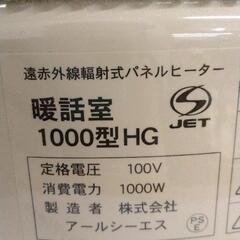 遠赤外線輻射式パネルヒーター
暖話室
1000型HG
JET
定格電圧 100V
消費電力 1000W
製造者 株式会社
アールシーエス
PS
E